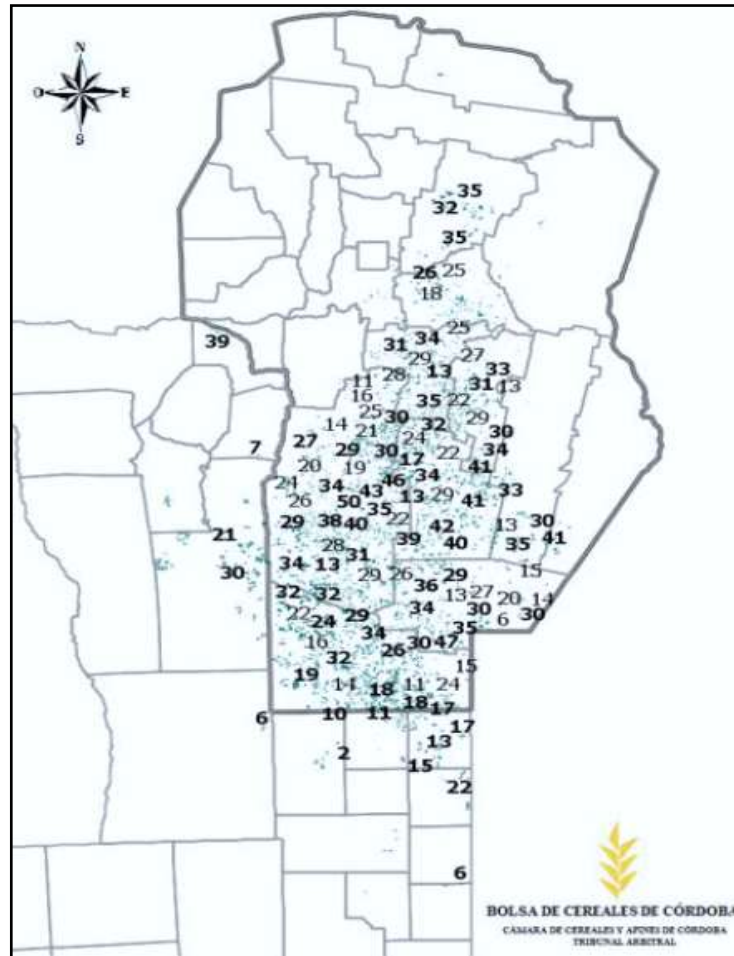 N
O E
S
35
32
35
26 25
18
25
39
31 34
29 27
28 13 33
11 31 13
16 35 22
25 30 29
14 21 32 30
27 24
7 29 30 22 34
20 19 17 41
24 34 46 34
26 50 43 13 29 41 33
35
29 38 40 22 42 13 30
21 39 40 35 41
28 31
34 13 15
30 29 26 29
32 32 36 13 27 20 14
22 29 34 30 6 30
24 34 35
16 26 30 47
32 15
19 14 18 11 24
18 17
6 10 11 17
2 13
15
22
6
BOLSA DE CEREALES DE CÓRDOBA
CÁMARA DE CEREALES Y AFINES DE CÓRDOBA
TRIBUNAL ARBITRAL